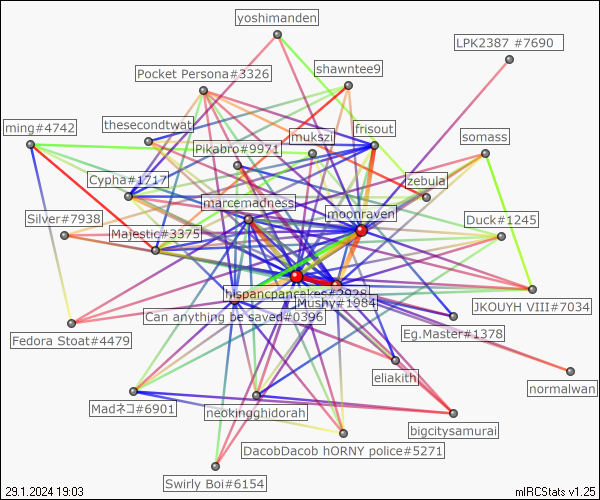 yoshimanden
LPK2387 #7690
Pocket Persona#3326
shawntee9
ming#4742
thesecondtwat
mukszi
frisout
somass
Pikabro#9971
Cypha#1717
zebula
marcemadness
moonraven
Silver#7938
Majestic#3375
Duck#1245
hispancpancakes#2928
Mushy#1984
JKOUYH VIII#7034
Can anything be saved#0396
Fedora Stoat#4479
Eg.Master#1378
eliakith
normalwan
Madネコ#6901
neokingghidorah
bigcitysamurai
DacobDacob hORNY police#5271
Swirly Boi#6154
29.1.2024 19:03
mIRCStats v1.25